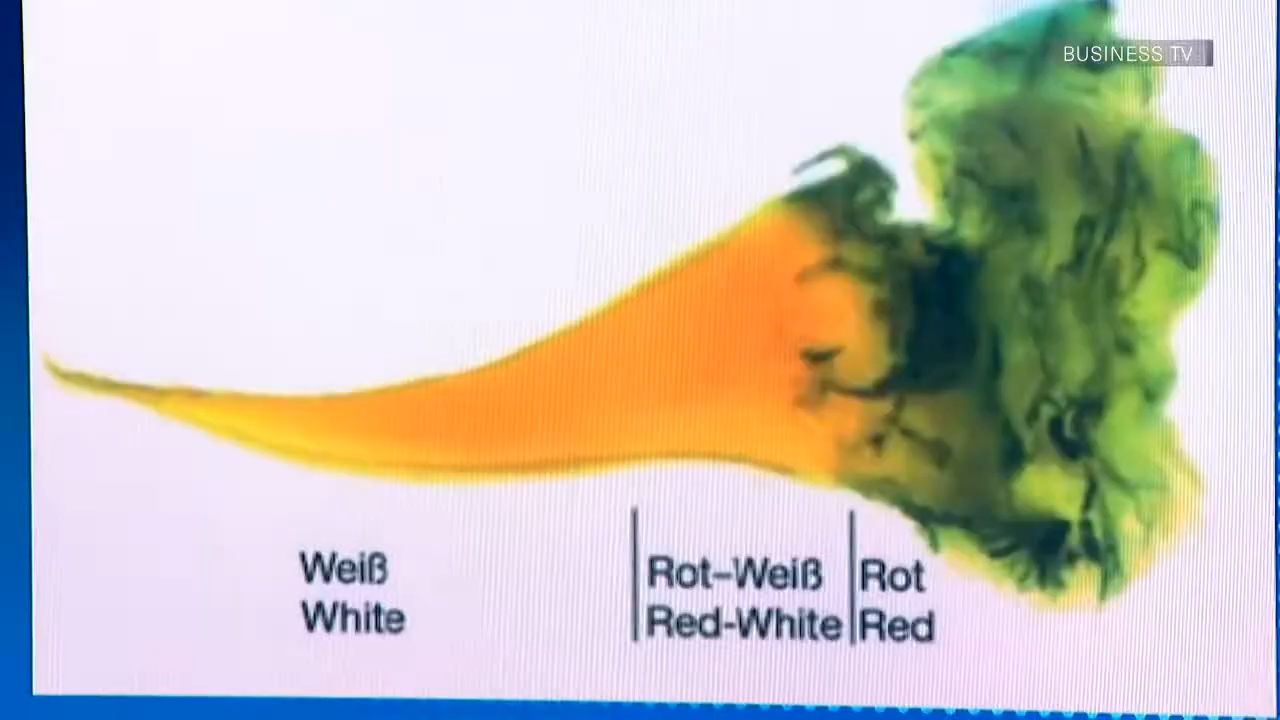 BUSINESS TV
Weiß
White
Rot–Weiß
Red-White
Rot
Red